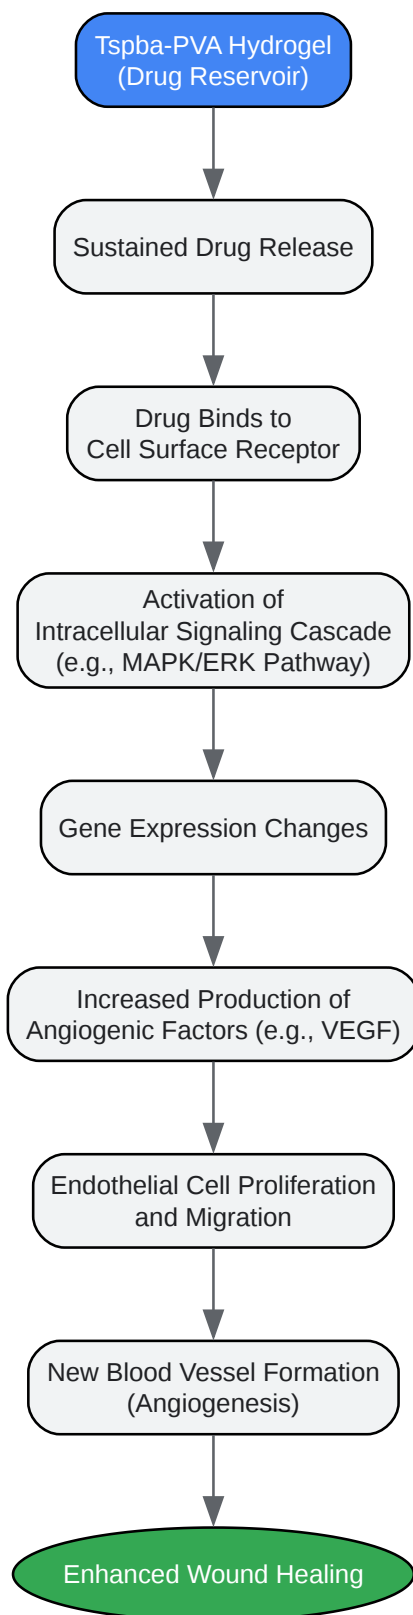 Tspba-PVA Hydrogel
(Drug Reservoir)
Sustained Drug Release
Drug Binds to
Cell Surface Receptor
Activation of
Intracellular Signaling Cascade
(e.g., MAPK/ERK Pathway)
Gene Expression Changes
Increased Production of
Angiogenic Factors (e.g., VEGF)
Endothelial Cell Proliferation
and Migration
New Blood Vessel Formation
(Angiogenesis)
Enhanced Wound Healing